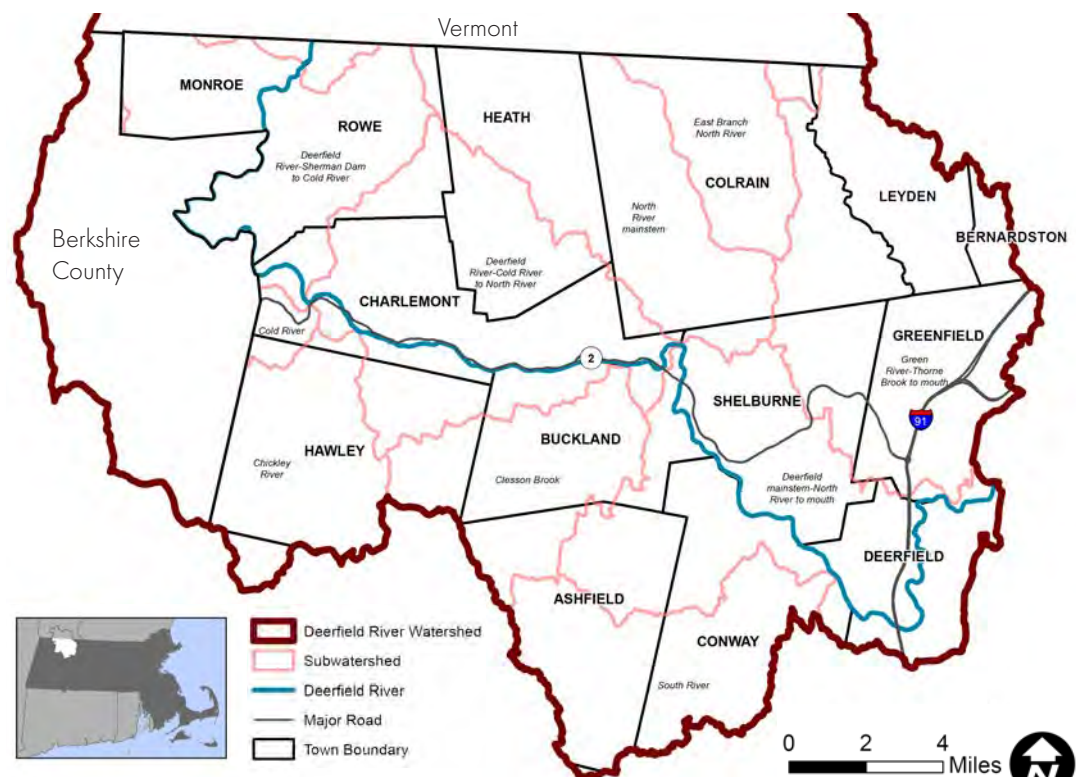 Vermont
MONROE
ROWE
HEATH
Deerfield
River-Sherman Dam
to Cold River
East Branch
North River
COLRAIN
LEYDEN
BERNARDSTON
North
River
mainstem
Berkshire
County
Deerfield
River-Cold River
to North River
CHARLEMONT
Cold River
2
GREENFIELD
Green
River-Thorne
Brook to mouth
SHELBURNE
91
HAWLEY
BUCKLAND
Chickley
River
Clesson Brook
Deerfield
mainstem-North
River to mouth
DEERFIELD
ASHFIELD
CONWAY
South River
Deerfield River Watershed
Subwatershed
Deerfield River
Major Road
Town Boundary
0 2 4
Miles
N